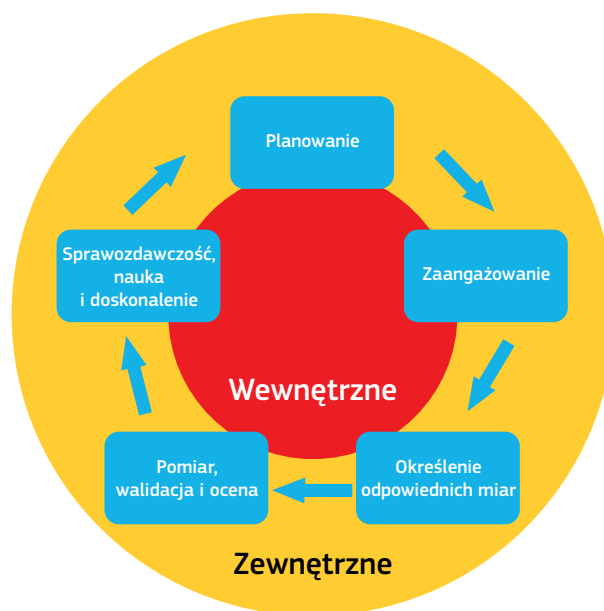 Planowanie
Zaangażowanie
Określenie
odpowiednich miar
Pomiar,
walidacja i ocena
Sprawozdawczość,
nauka
i doskonalenie
Wewnętrzne
Zewnętrzne